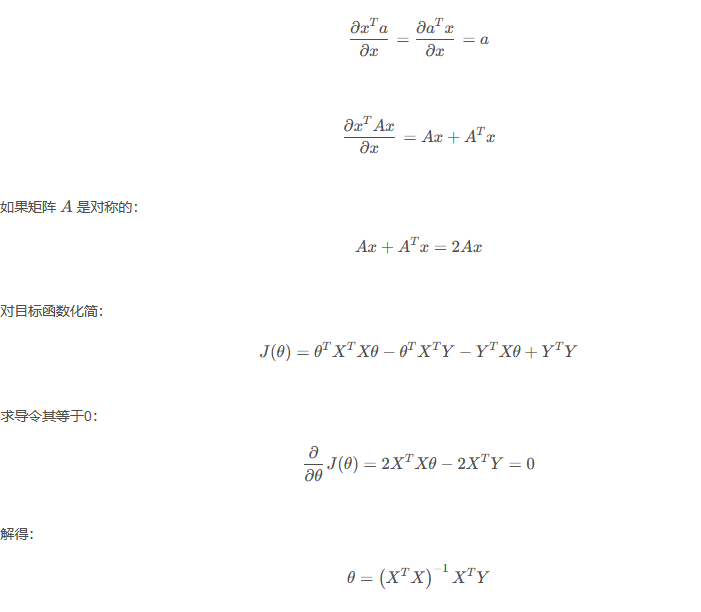 $$\frac{\partial x^T a}{\partial x} = \frac{\partial a^T x}{\partial x} = a$$
$$\frac{\partial x^T A x}{\partial x} = Ax + A^T x$$
如果矩阵 $A$ 是对称的：
$$Ax + A^T x = 2Ax$$
对目标函数化简：
$$J(\theta) = \theta^T X^T X \theta - \theta^T X^T Y - Y^T X \theta + Y^T Y$$
求导令其等于0：
$$\frac{\partial}{\partial \theta} J(\theta) = 2X^T X \theta - 2X^T Y = 0$$
解得：
$$\theta = \left(X^T X\right)^{-1} X^T Y$$